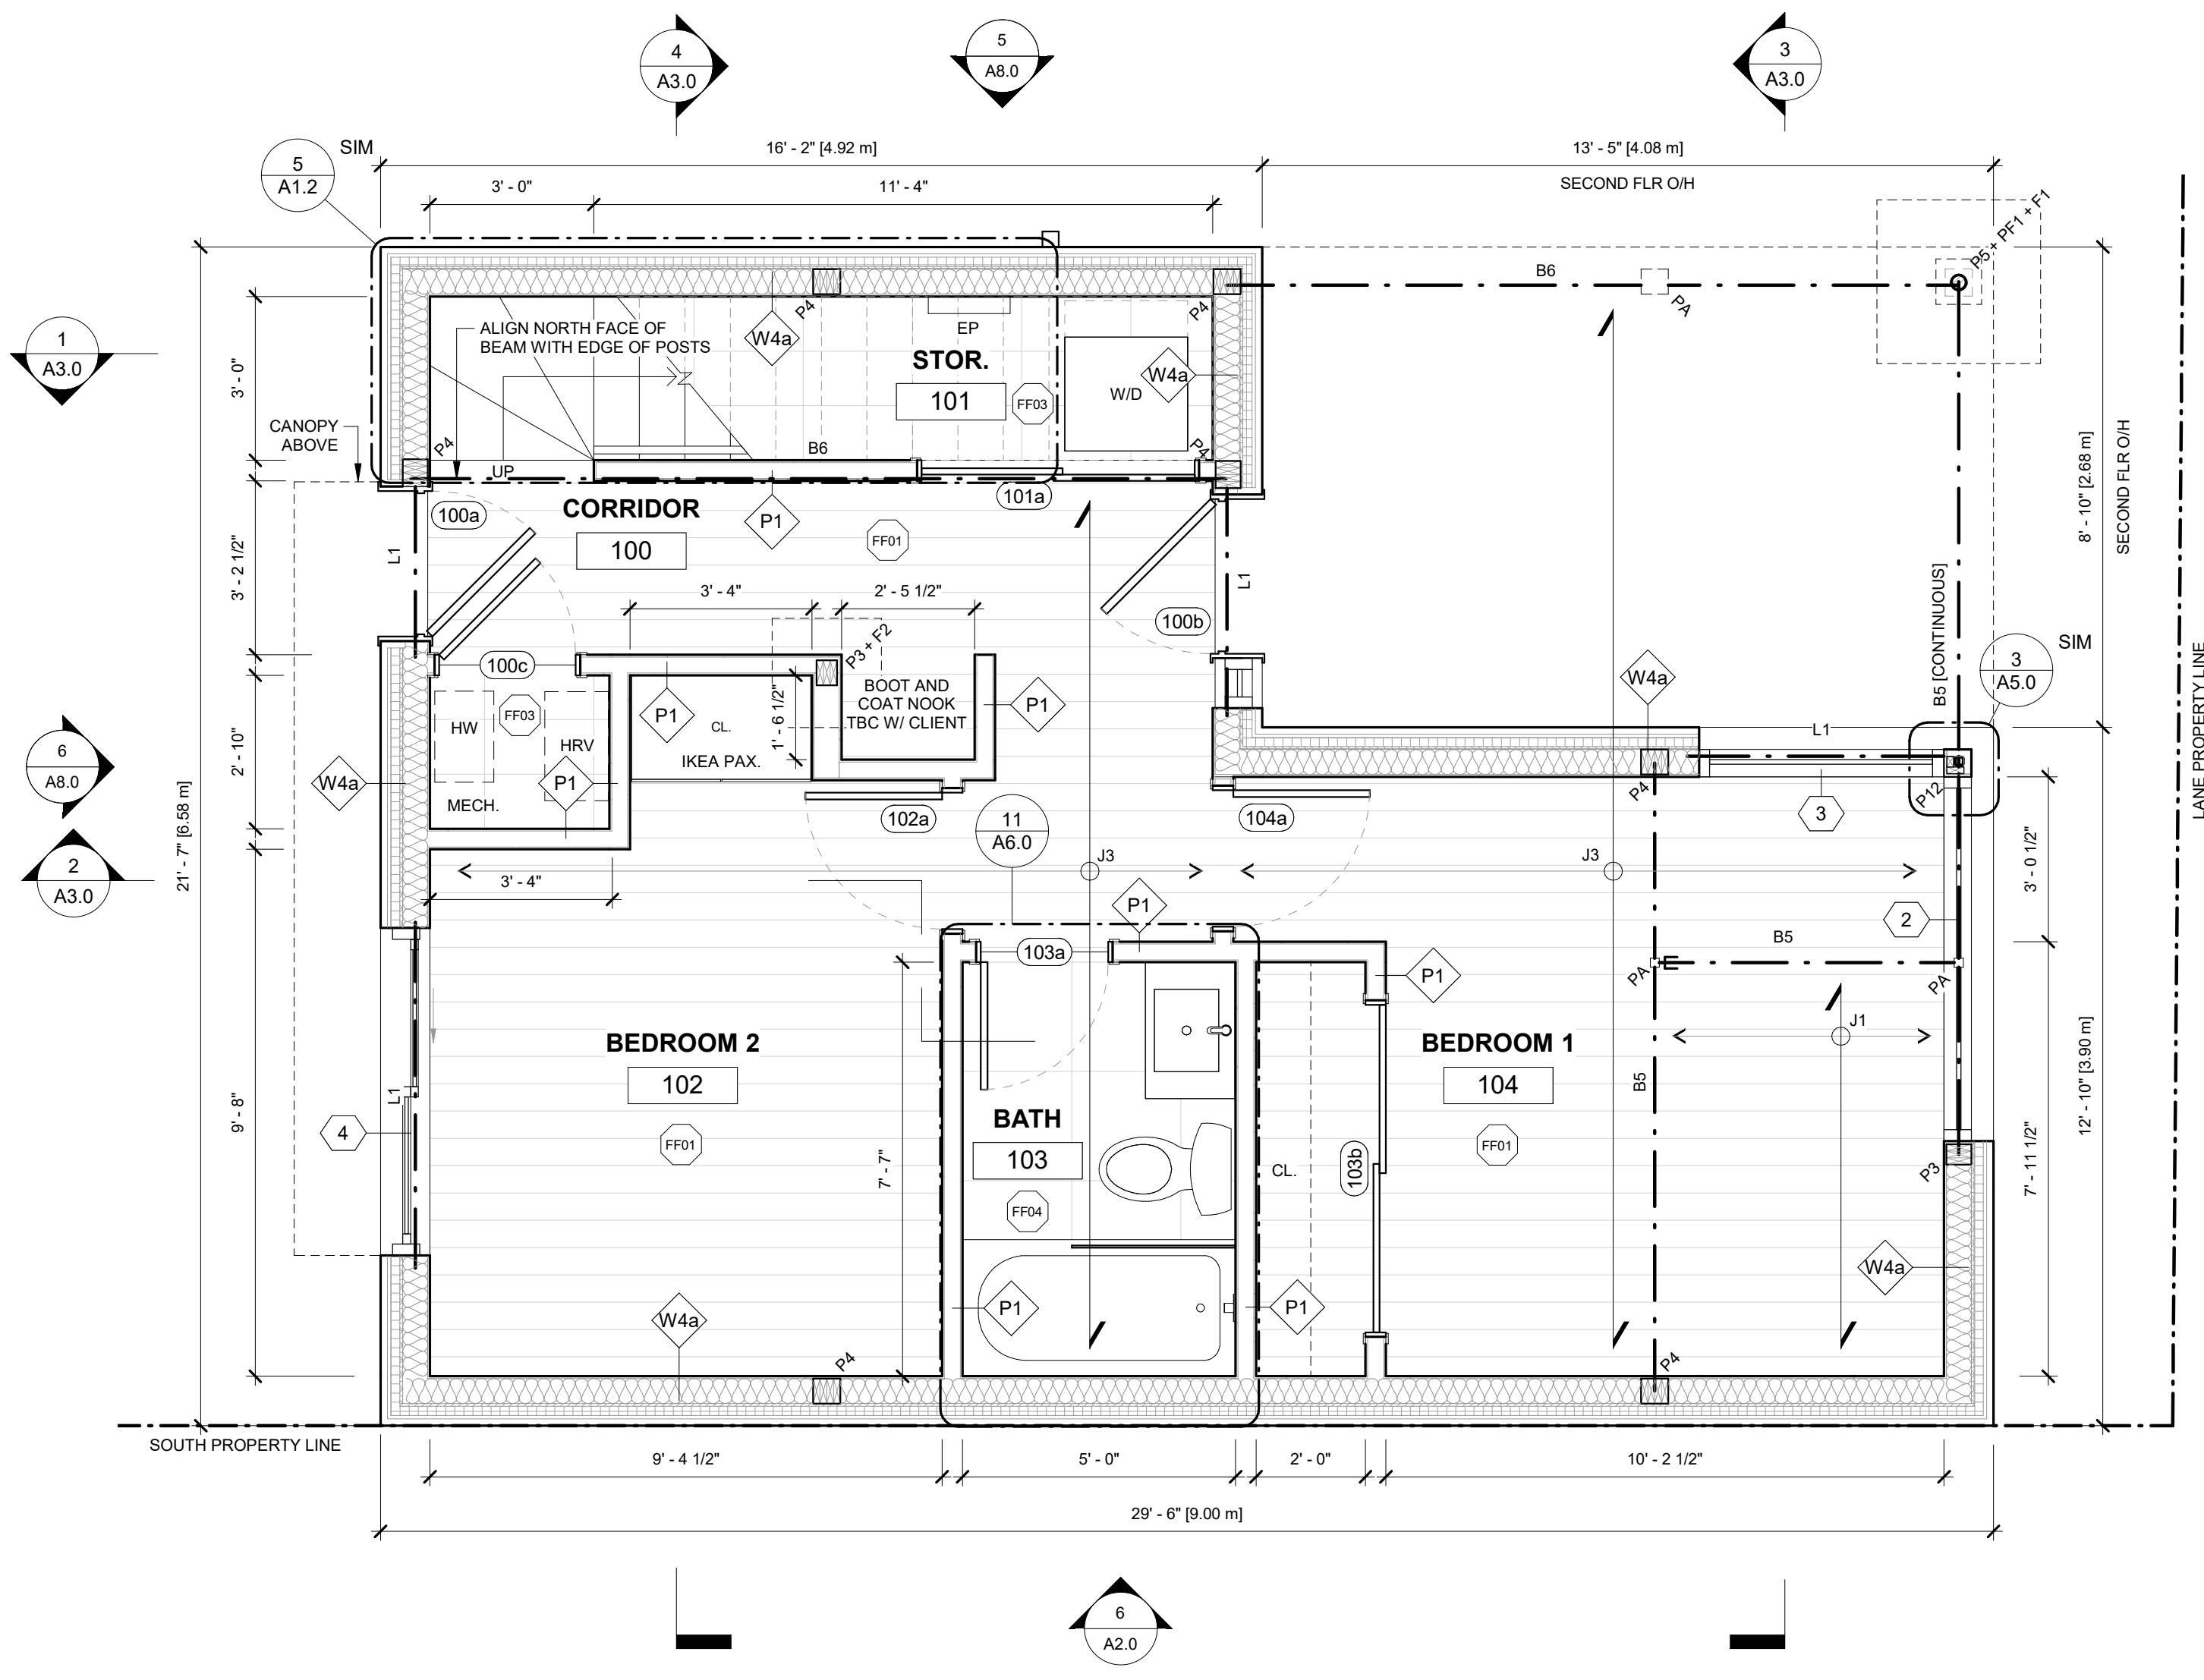 4
A3.0
5
A8.0
3
A3.0
5
A1.2
SIM
16' - 2" [4.92 m]
13' - 5" [4.08 m]
3' - 0"
11' - 4"
SECOND FLR O/H
P5 + PF1 + F1
B6
PA
P4
P4
ALIGN NORTH FACE OF
BEAM WITH EDGE OF POSTS
EP
W4a
STOR.
101
FF03
W4a
W/D
1
A3.0
3' - 0"
CANOPY
ABOVE
P4
UP
B6
P4
8' - 10" [2.68 m]
SECOND FLR O/H
100a
CORRIDOR
100
P1
101a
FF01
L1
3' - 2 1/2"
L1
3' - 4"
2' - 5 1/2"
100b
B5 [CONTINUOUS]
3
A5.0
SIM
LANE PROPERTY LINE
100c
P3 + F2
BOOT AND
COAT NOOK
TBC W/ CLIENT
P1
W4a
HW
FF03
HRV
P1
CL.
IKEA PAX.
1' - 6 1/2"
P1
L1
6
A8.0
2' - 10"
W4a
MECH.
P4
P12
3
21' - 7" [6.58 m]
102a
104a
11
A6.0
2
A3.0
3' - 4"
J3
J3
3' - 0 1/2"
P1
2
103a
B5
P1
PA
PA
J1
BEDROOM 2
102
BEDROOM 1
104
B5
L1
9' - 8"
4
FF01
BATH
103
7' - 7"
FF04
CL.
103b
FF01
P3
7' - 11 1/2"
12' - 10" [3.90 m]
W4a
P1
P1
W4a
P4
P4
SOUTH PROPERTY LINE
9' - 4 1/2"
5' - 0"
2' - 0"
10' - 2 1/2"
29' - 6" [9.00 m]
6
A2.0